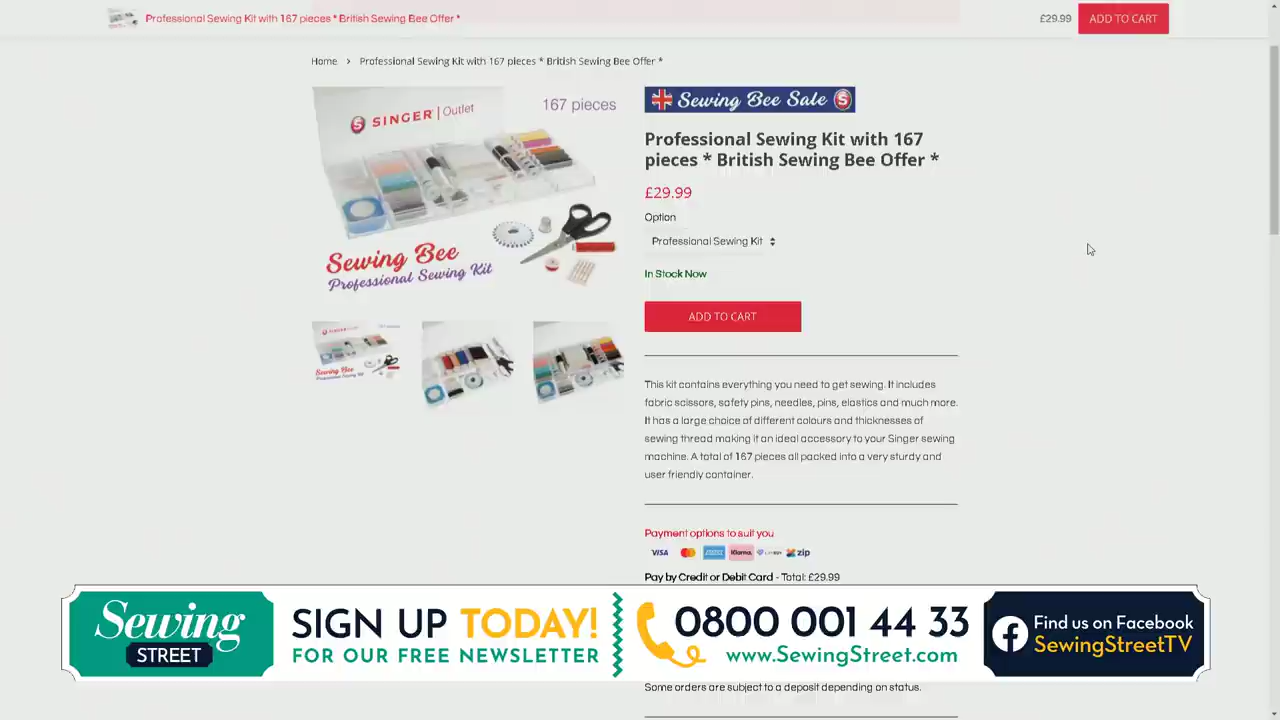 Professional Sewing Kit with 167 pieces * British Sewing Bee Offer *
£29.99
ADD TO CART
Home > Professional Sewing Kit with 167 pieces * British Sewing Bee Offer *
SINGER | Outlet
167 pieces
Sewing Bee
Professional Sewing Kit
Sewing Bee Sale
Professional Sewing Kit with 167
pieces * British Sewing Bee Offer *
£29.99
Option
Professional Sewing Kit
In Stock Now
ADD TO CART
This kit contains everything you need to get sewing. It includes
fabric scissors, safety pins, needles, pins, elastics and much more.
It has a large choice of different colours and thicknesses of
sewing thread making it an ideal accessory to your Singer sewing
machine. A total of 167 pieces all packed into a very sturdy and
user friendly container.
Payment options to suit you
VISA
Klarna.
zip
Pay by Credit or Debit Card - Total: £29.99
Sewing
STREET
SIGN UP TODAY!
FOR OUR FREE NEWSLETTER
0800 001 44 33
www.SewingStreet.com
Find us on Facebook
SewingStreetTV
Some orders are subject to a deposit depending on status.